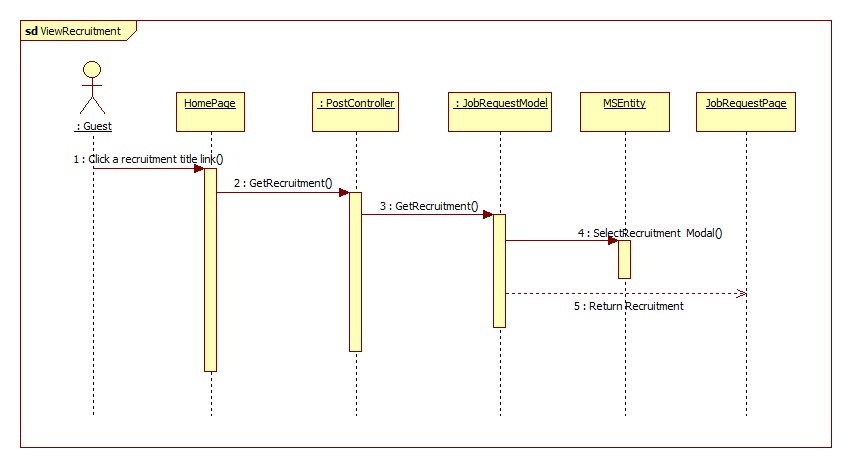 sd ViewRecruitment
: Guest
HomePage
: PostController
: JobRequestModel
MSEntity
JobRequestPage
1 : Click a recruitment title link()
2 : GetRecruitment()
3 : GetRecruitment()
4 : SelectRecruitment Modal()
5 : Return Recruitment